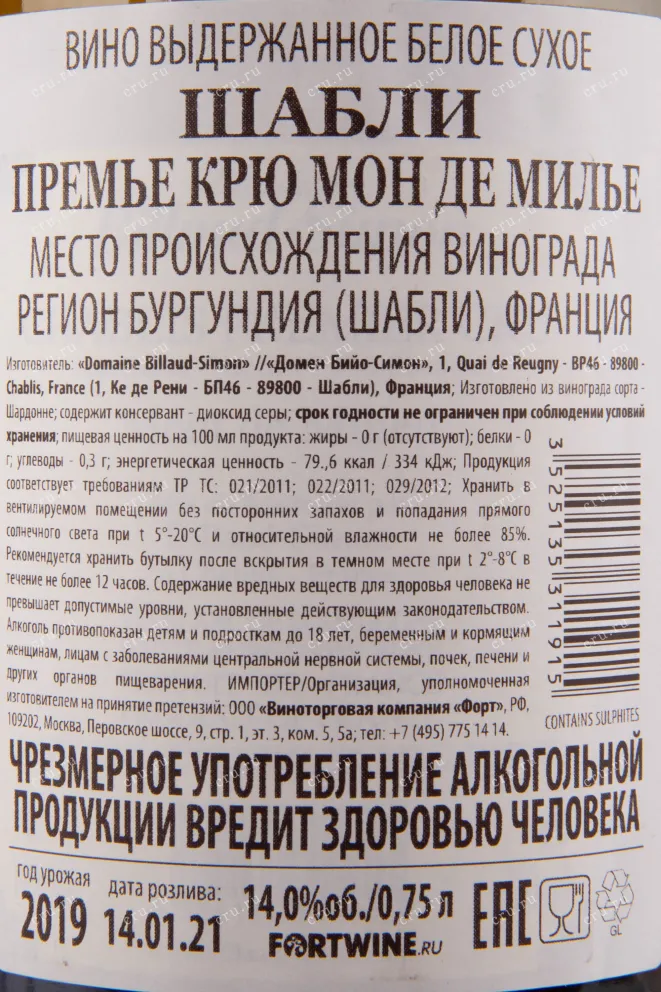 ВИНО ВЫДЕРЖАННОЕ БЕЛОЕ СУХОЕ
ШАБЛИ
ПРЕМЬЕ КРЮ МОН ДЕ МИЛЬЕ
МЕСТО ПРОИСХОЖДЕНИЯ ВИНОГРАДА
РЕГИОН БУРГУНДИЯ (ШАБЛИ), ФРАНЦИЯ
Изготовитель: «Domaine Billaud-Simon» //«Домен Бийо-Симон», 1, Quai de Reugny - BP46 - 89800 -
Chablis, France (1, Ке де Рени - БП46 - 89800 - Шабли), Франция; Изготовлено из винограда сорта -
Шардонне; содержит консервант - диоксид серы; срок годности не ограничен при соблюдении условий
хранения; пищевая ценность на 100 мл продукта: жиры - 0 г (отсутствуют); белки - 0
г; углеводы - 0,3 г; энергетическая ценность - 79.,6 ккал / 334 кДж; Продукция
соответствует требованиям ТР ТС: 021/2011; 022/2011; 029/2012; Хранить в
вентилируемом помещении без посторонних запахов и попадания прямого
солнечного света при t 5°-20°C и относительной влажности не более 85%.
Рекомендуется хранить бутылку после вскрытия в темном месте при t 2°-8°C в
течение не более 12 часов. Содержание вредных веществ для здоровья человека не
превышает допустимые уровни, установленные действующим законодательством.
Алкоголь противопоказан детям и подросткам до 18 лет, беременным и кормящим
женщинам, лицам с заболеваниями центральной нервной системы, почек, печени и
других органов пищеварения. ИМПОРТЕР/Организация, уполномоченная
изготовителем на принятие претензий: ООО «Виноторговая компания «Форт», РФ,
109202, Москва, Перовское шоссе, 9, стр. 1, эт. 3, ком. 5, 5а; тел: +7 (495) 775 14 14.
3 525135 311915
CONTAINS SULPHITES
ЧРЕЗМЕРНОЕ УПОТРЕБЛЕНИЕ АЛКОГОЛЬНОЙ
ПРОДУКЦИИ ВРЕДИТ ЗДОРОВЬЮ ЧЕЛОВЕКА
год урожая
2019
дата розлива:
14.01.21
14,0%об./0,75 л
FORTWINE.RU
ЕАС
GL
cru.ru